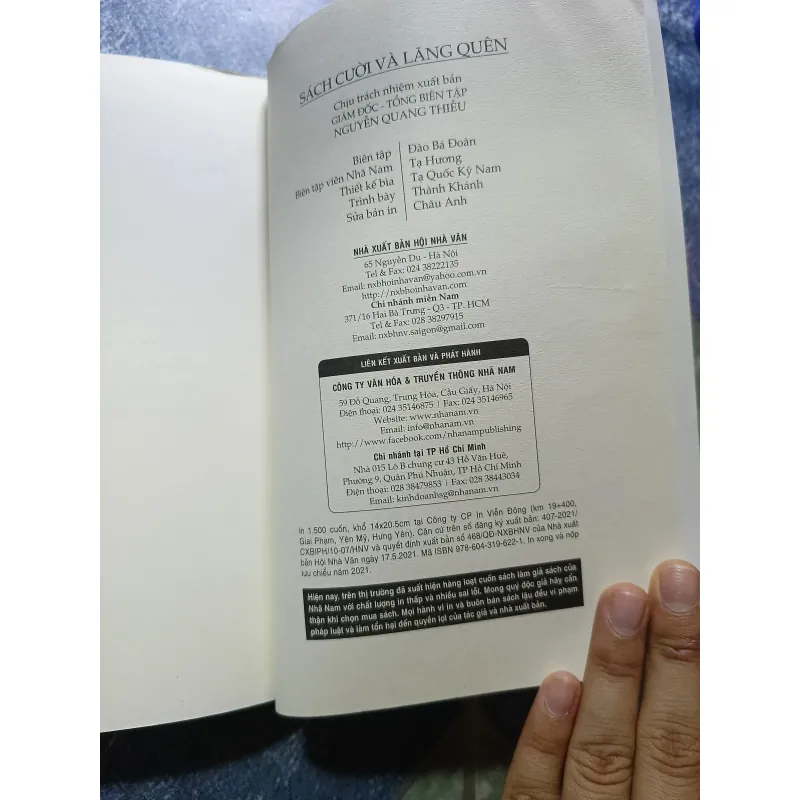 SÁCH CƯỜI VÀ LÃNG QUÊN
Chịu trách nhiệm xuất bản
GIÁM ĐỐC - TỔNG BIÊN TẬP
NGUYỄN QUANG THIỀU
Biên tập Đào Bá Đoàn
Biên tập viên Nhã Nam Tạ Hương
Thiết kế bìa Tạ Quốc Kỳ Nam
Trình bày Thành Khánh
Sửa bản in Châu Anh
NHÀ XUẤT BẢN HỘI NHÀ VĂN
65 Nguyễn Du - Hà Nội
Tel & Fax: 024 38222135
Email: nxbhoinhavan@yahoo.com.vn
http://nxbhoinhavan.com
Chi nhánh miền Nam
371/16 Hai Bà Trưng - Q3 - TP. HCM
Tel & Fax: 028 38297915
Email: nxbhnv.saigon@gmail.com
LIÊN KẾT XUẤT BẢN VÀ PHÁT HÀNH
CÔNG TY VĂN HÓA & TRUYỀN THÔNG NHÃ NAM
59 Đỗ Quang, Trung Hòa, Cầu Giấy, Hà Nội
Điện thoại: 024 35146875 | Fax: 024 35146965
Website: www.nhanam.vn
Email: info@nhanam.vn
http://www.facebook.com/nhanampublishing
Chi nhánh tại TP Hồ Chí Minh
Nhà 015 Lô B chung cư 43 Hồ Văn Huê,
Phường 9, Quận Phú Nhuận, TP Hồ Chí Minh
Điện thoại: 028 38479853 | Fax: 028 38443034
Email: kinhdoanhsg@nhanam.vn
In 1.500 cuốn, khổ 14x20.5cm tại Công ty CP In Viễn Đông (km 19+400,
Giai Phạm, Yên Mỹ, Hưng Yên). Căn cứ trên số đăng ký xuất bản: 407-2021/
CXBIPH/10-07/HNV và quyết định xuất bản số 468/QĐ-NXBHNV của Nhà xuất
bản Hội Nhà Văn ngày 17.5.2021. Mã ISBN 978-604-319-622-1. In xong và nộp
lưu chiểu năm 2021.
Hiện nay, trên thị trường đã xuất hiện hàng loạt cuốn sách làm giả sách của
Nhã Nam với chất lượng in thấp và nhiều sai lỗi. Mong quý độc giả hãy cẩn
thận khi chọn mua sách. Mọi hành vi in và buôn bán sách lậu đều vi phạm
pháp luật và làm tổn hại đến quyền lợi của tác giả và nhà xuất bản.